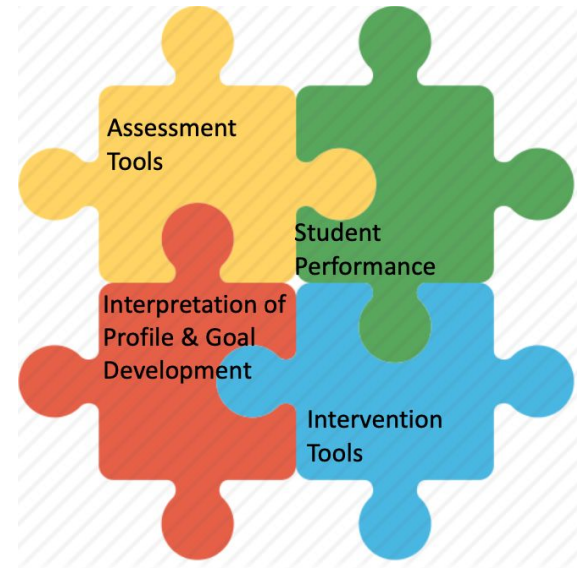 Assessment
Tools
Student
Performance
Interpretation of
Profile & Goal
Development
Intervention
Tools